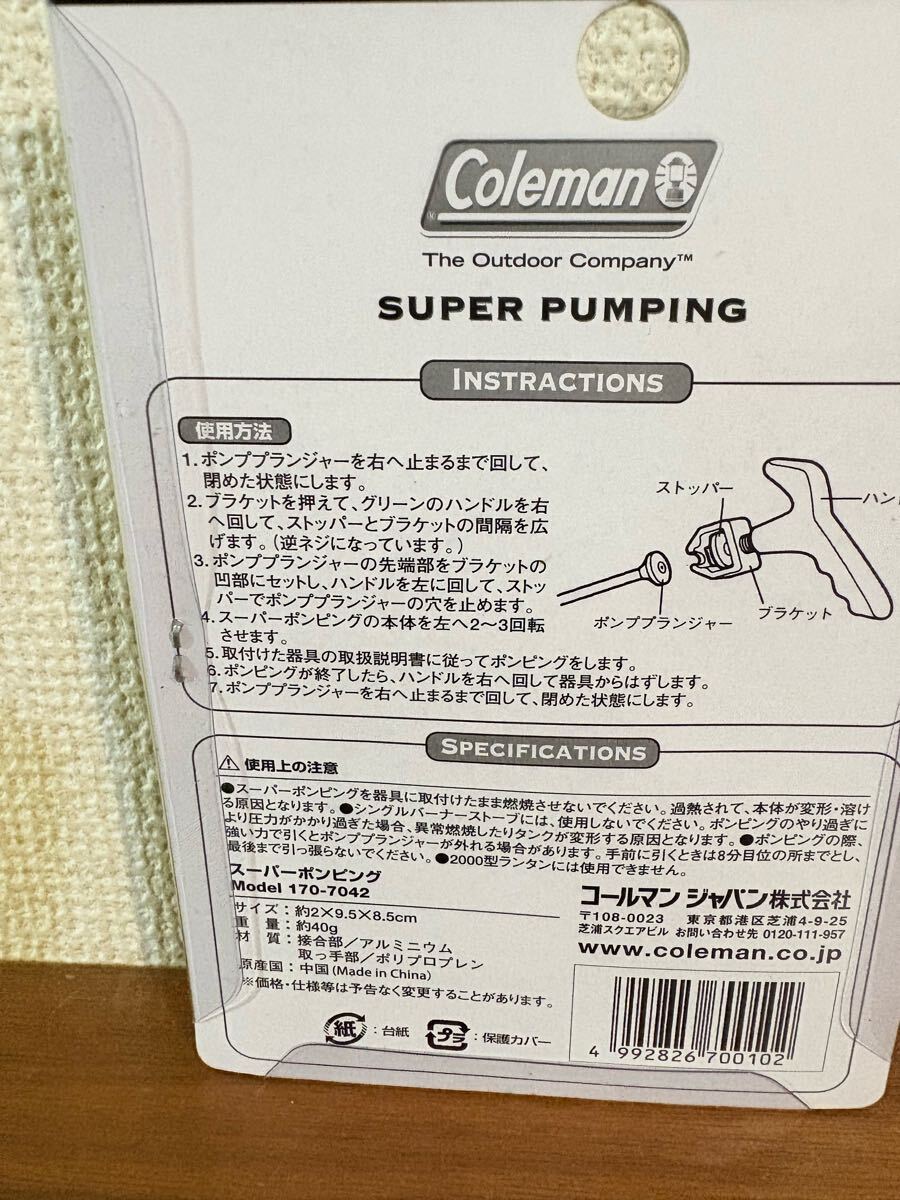 Coleman
The Outdoor Company™
SUPER PUMPING
INSTRACTIONS
使用方法
1.ポンププランジャーを右へ止まるまで回して、
閉めた状態にします。
2.ブラケットを押えて、グリーンのハンドルを右
へ回して、ストッパーとブラケットの間隔を広
げます。(逆ネジになっています。)
3.ポンププランジャーの先端部をブラケットの
凹部にセットし、ハンドルを左に回して、ストッ
パーでポンププランジャーの穴を止めます。
4.スーパーポンピングの本体を左へ2〜3回転
させます。
5.取付けた器具の取扱説明書に従ってポンピングをします。
6.ポンピングが終了したら、ハンドルを右へ回して器具からはずします。
7.ポンププランジャーを右へ止まるまで回して、閉めた状態にします。
ストッパー
ハン
ポンププランジャー
ブラケット
SPECIFICATIONS
⚠使用上の注意
●スーパーポンピングを器具に取付けたまま燃焼させないでください。過熱されて、本体が変形・溶け
る原因となります。●シングルバーナーストーブには、使用しないでください。ポンピングのやり過ぎに
より圧力がかかり過ぎた場合、異常燃焼したりタンクが変形する原因となります。●ポンピングの際、
強い力で引くとポンププランジャーが外れる場合があります。手前に引くときは8分目位の所までとし、
最後まで引っ張らないでください。●2000型ランタンには使用できません。
スーパーポンピング
Model 170-7042
サイズ:約2×9.5×8.5cm
重量:約40g
材質:接合部/アルミニウム
取っ手部/ポリプロプレン
原産国:中国(Made in China)
※価格・仕様等は予告なく変更することがあります。
コールマン ジャパン株式会社
〒108-0023 東京都港区芝浦4-9-25
芝浦スクエアビル お問い合わせ先 0120-111-957
www.coleman.co.jp
紙:台紙
プラ:保護カバー
4 992826 700102